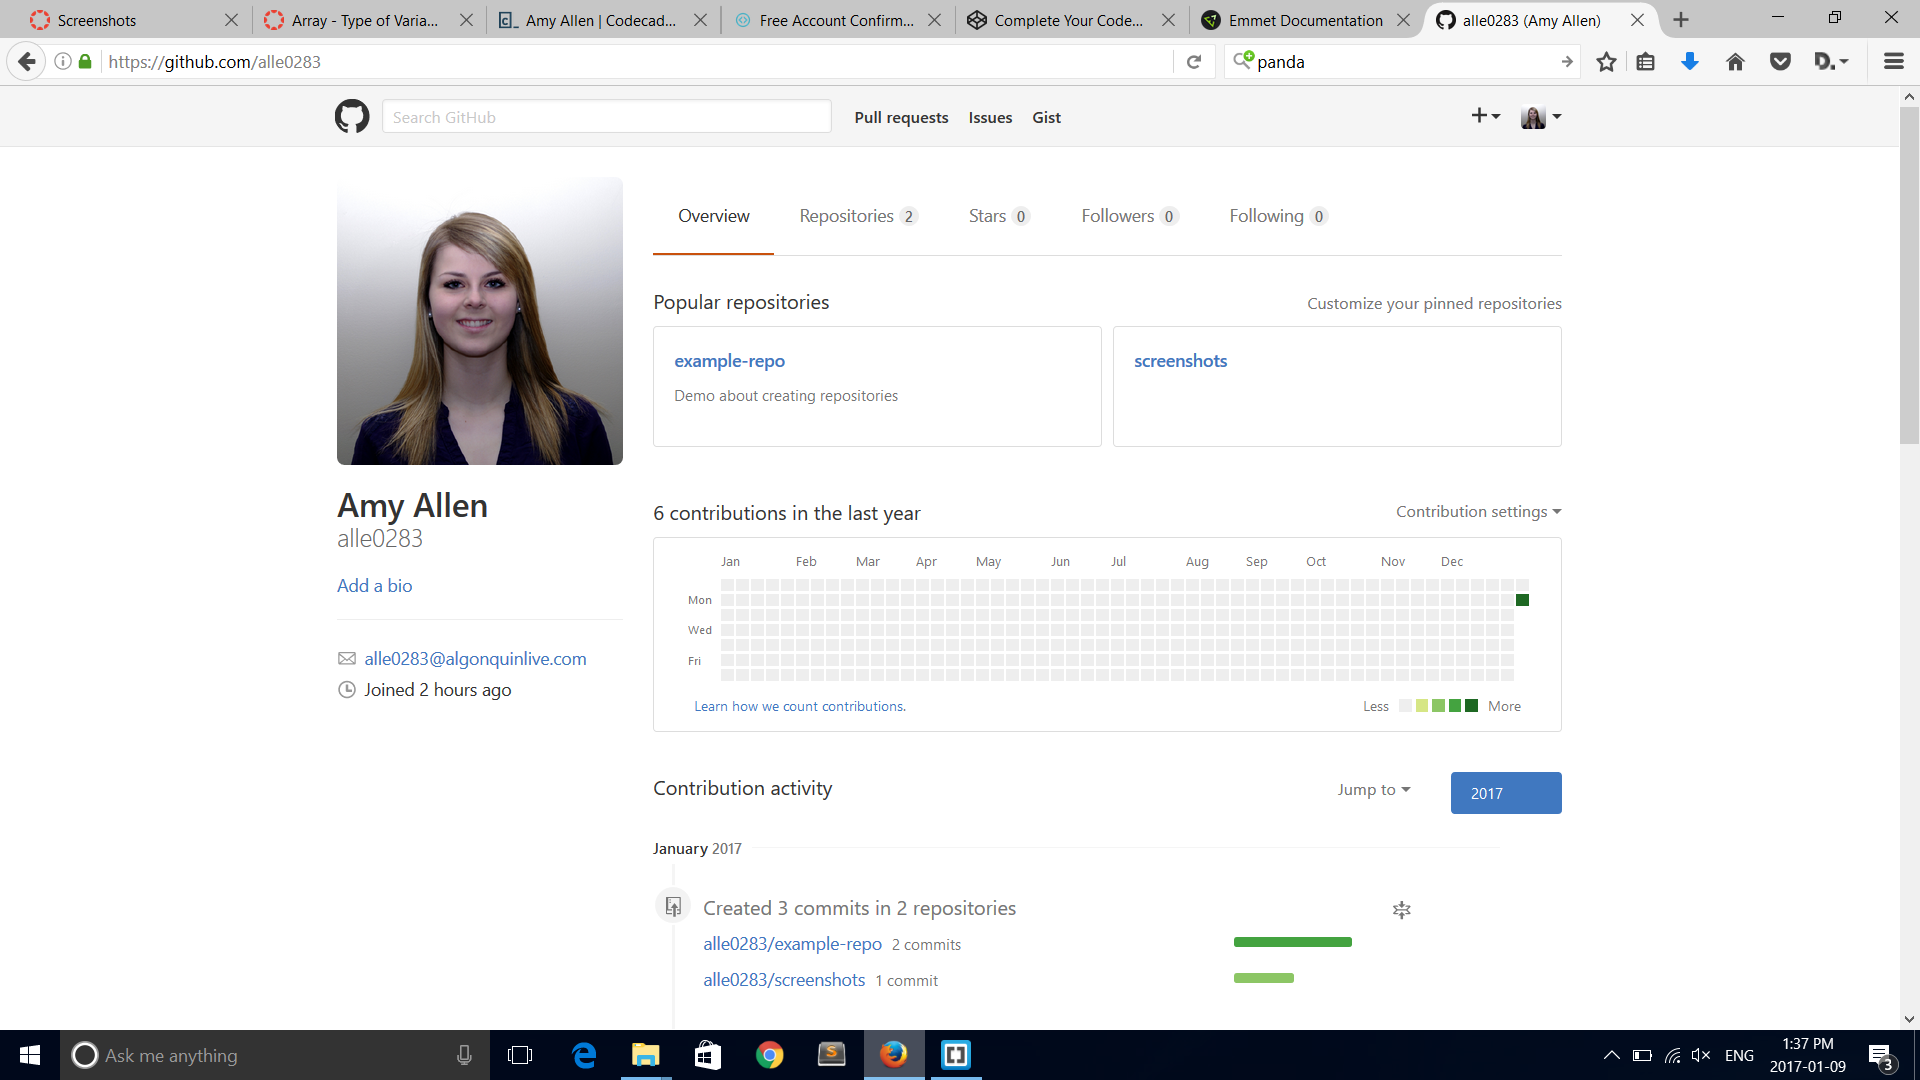 Screenshots
Array - Type of Varia...
Amy Allen | Codecad...
Free Account Confirm...
Complete Your Code...
Emmet Documentation
alle0283 (Amy Allen)
https://github.com/alle0283
panda
D.
Search GitHub
Pull requests
Issues
Gist
Overview
Repositories 2
Stars 0
Followers 0
Following 0
Popular repositories
Customize your pinned repositories
example-repo
Demo about creating repositories
screenshots
Amy Allen
alle0283
Add a bio
alle0283@algonquinlive.com
Joined 2 hours ago
6 contributions in the last year
Contribution settings
Jan Feb Mar Apr May Jun Jul Aug Sep Oct Nov Dec
Mon
Wed
Fri
Learn how we count contributions.
Less
More
Contribution activity
Jump to
2017
January 2017
Created 3 commits in 2 repositories
alle0283/example-repo 2 commits
alle0283/screenshots 1 commit
Ask me anything
ENG
1:37 PM
2017-01-09
3